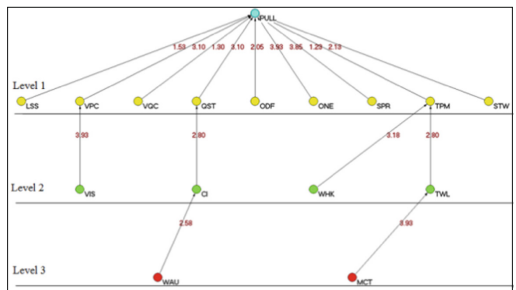 PULL
1.53 3.10 1.30 3.10 2.05 3.93 3.85 1.23 2.13
Level 1
LSS VPC VQC QST ODF ONE SPR TPM STW
3.93 2.80 3.18 2.80
Level 2
VIS CI WHK TWL
2.58 3.93
Level 3
WAU MCT